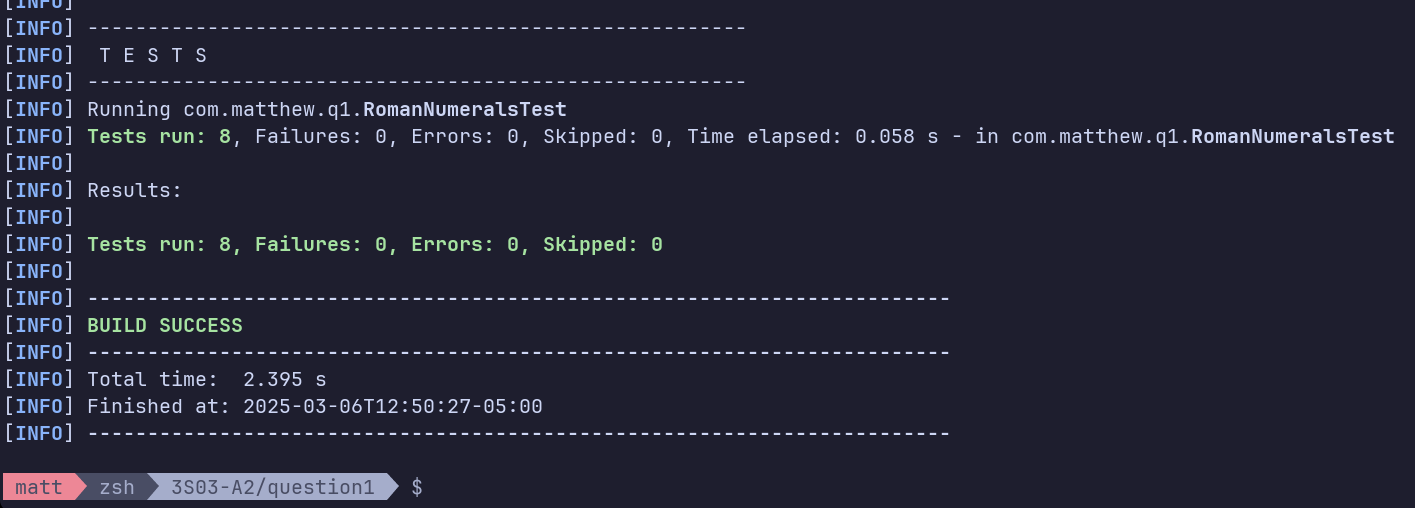 [INFO]
[INFO] -------------------------------------------------------
[INFO]  T E S T S
[INFO] -------------------------------------------------------
[INFO] Running com.matthew.q1.RomanNumeralsTest
[INFO] Tests run: 8, Failures: 0, Errors: 0, Skipped: 0, Time elapsed: 0.058 s - in com.matthew.q1.RomanNumeralsTest
[INFO]
[INFO] Results:
[INFO]
[INFO] Tests run: 8, Failures: 0, Errors: 0, Skipped: 0
[INFO]
[INFO] ------------------------------------------------------------------------
[INFO] BUILD SUCCESS
[INFO] ------------------------------------------------------------------------
[INFO] Total time:  2.395 s
[INFO] Finished at: 2025-03-06T12:50:27-05:00
[INFO] ------------------------------------------------------------------------
matt zsh 3S03-A2/question1 $